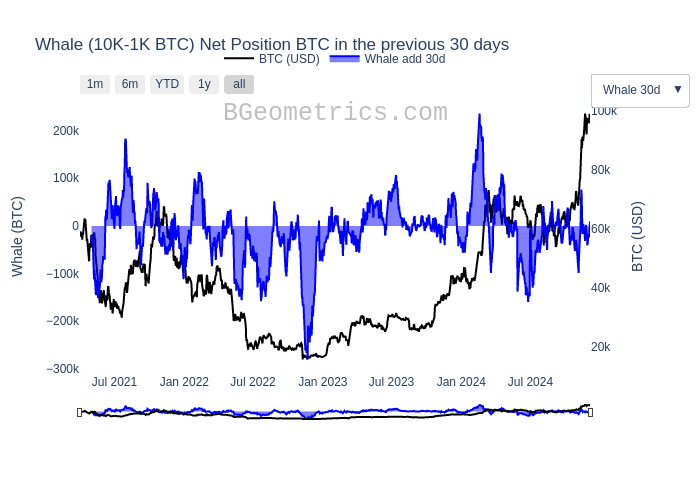 Whale (10K-1K BTC) Net Position BTC in the previous 30 days
BTC (USD) Whale add 30d
1m 6m YTD 1y all
Whale 30d ▼
BGeometrics.com
200k
100k
0
−100k
−200k
−300k
Whale (BTC)
100k
80k
60k
40k
20k
BTC (USD)
Jul 2021 Jan 2022 Jul 2022 Jan 2023 Jul 2023 Jan 2024 Jul 2024